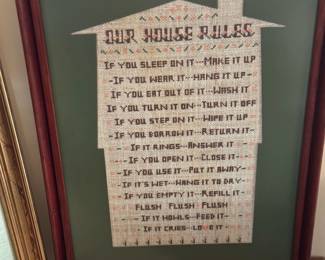 OUR HOUSE RULES
IF YOU SLEEP ON IT---MAKE IT UP
-IF YOU WEAR IT--HANG IT UP-
IF YOU EAT OUT OF IT---WASH IT
IF YOU TURN IT ON--TURN IT OFF
IF YOU STEP ON IT--WIPE IT UP
-IF YOU BORROW IT--RETURN IT-
-IF IT RINGS--ANSWER IT-
--IF YOU OPEN IT--CLOSE IT--
-IF YOU USE IT--PUT IT AWAY-
-IF IT'S WET--HANG IT TO DRY-
-IF YOU EMPTY IT--REFILL IT-
FLUSH FLUSH FLUSH
-IF IT HOWLS--FEED IT-
IF IT CRIES--LOVE IT--